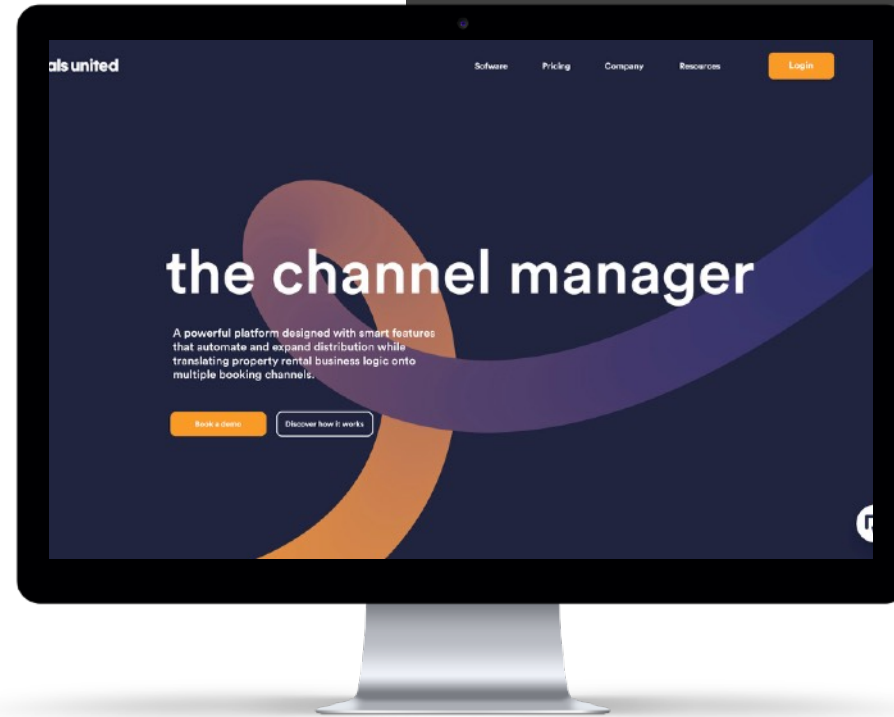 als united
Sofware Pricing Company Resources Login
the channel manager
A powerful platform designed with smart features
that automate and expand distribution while
translating property rental business logic onto
multiple booking channels.
Book a demo Discover how it works